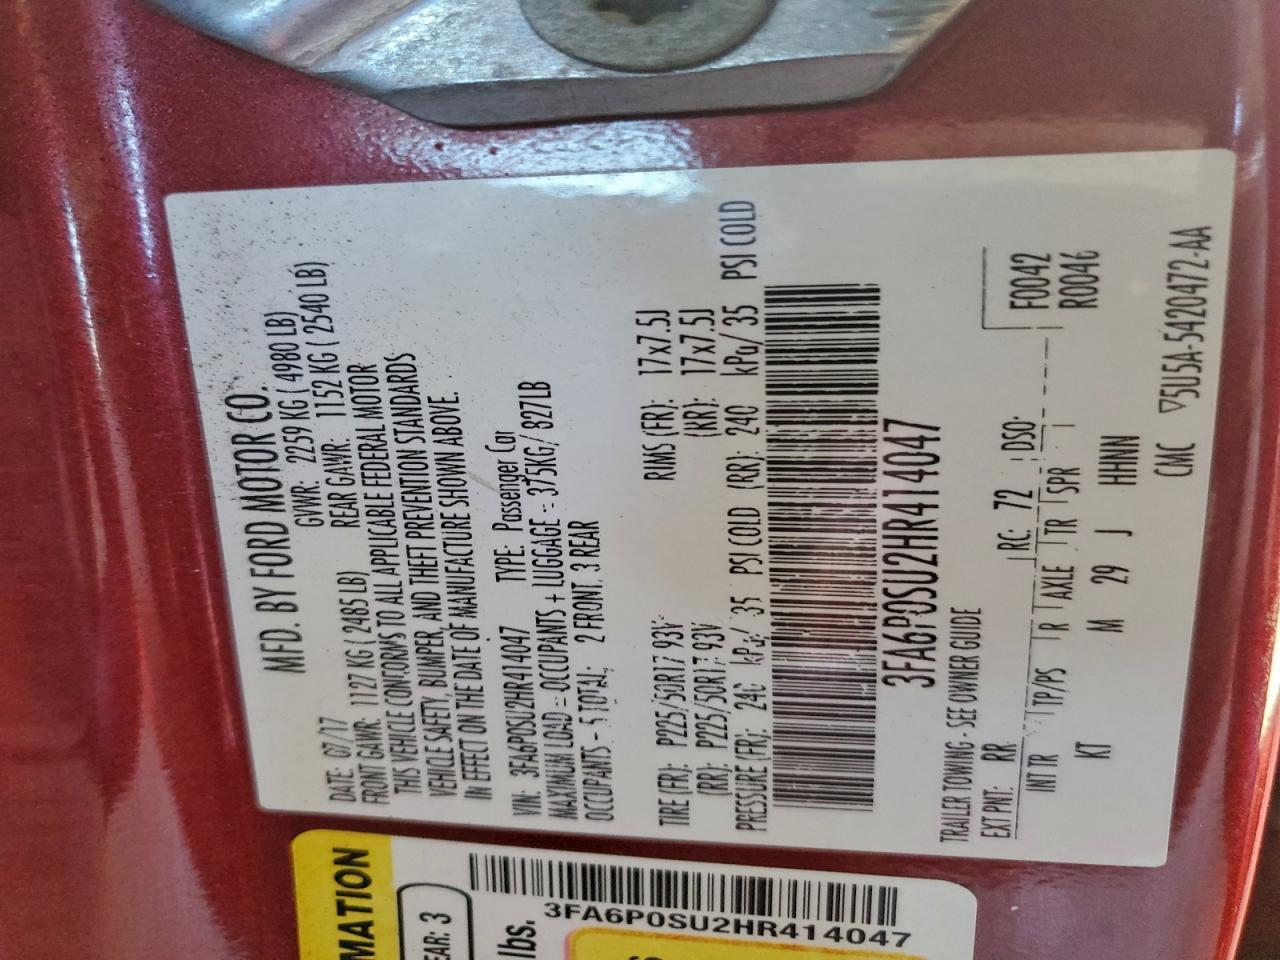 MFD. BY FORD MOTOR CO.
DATE: 07/17 GVWR: 2259 KG ( 4980 LB)
FRONT GAWR: 1127 KG ( 2485 LB) REAR GAWR: 1152 KG ( 2540 LB)
THIS VEHICLE CONFORMS TO ALL APPLICABLE FEDERAL MOTOR
VEHICLE SAFETY, BUMPER, AND THEFT PREVENTION STANDARDS
IN EFFECT ON THE DATE OF MANUFACTURE SHOWN ABOVE.
VIN: 3FA6P0SU2HR414047 TYPE: Passenger Car
MAXIMUM LOAD = OCCUPANTS + LUGGAGE = 375KG/ 827LB
OCCUPANTS - 5 TOTAL: 2 FRONT, 3 REAR
TIRE (FR): P225/50R17 93V RIMS (FR): 17x7.5J
(RR): P225/50R17 93V (RR): 17x7.5J
PRESSURE (FR): 240 kPa/ 35 PSI COLD (RR): 240 kPa/ 35 PSI COLD
3FA6P0SU2HR414047
TRAILER TOWING - SEE OWNER GUIDE
EXT PNT: RR RC: 72 DSO: F0042
INT TR TP/PS R AXLE TR SPR R0046
KT M 29 J HHNN
CMC ▽5U5A-5420472-AA
MATION
EAR: 3
lbs.
3FA6P0SU2HR414047